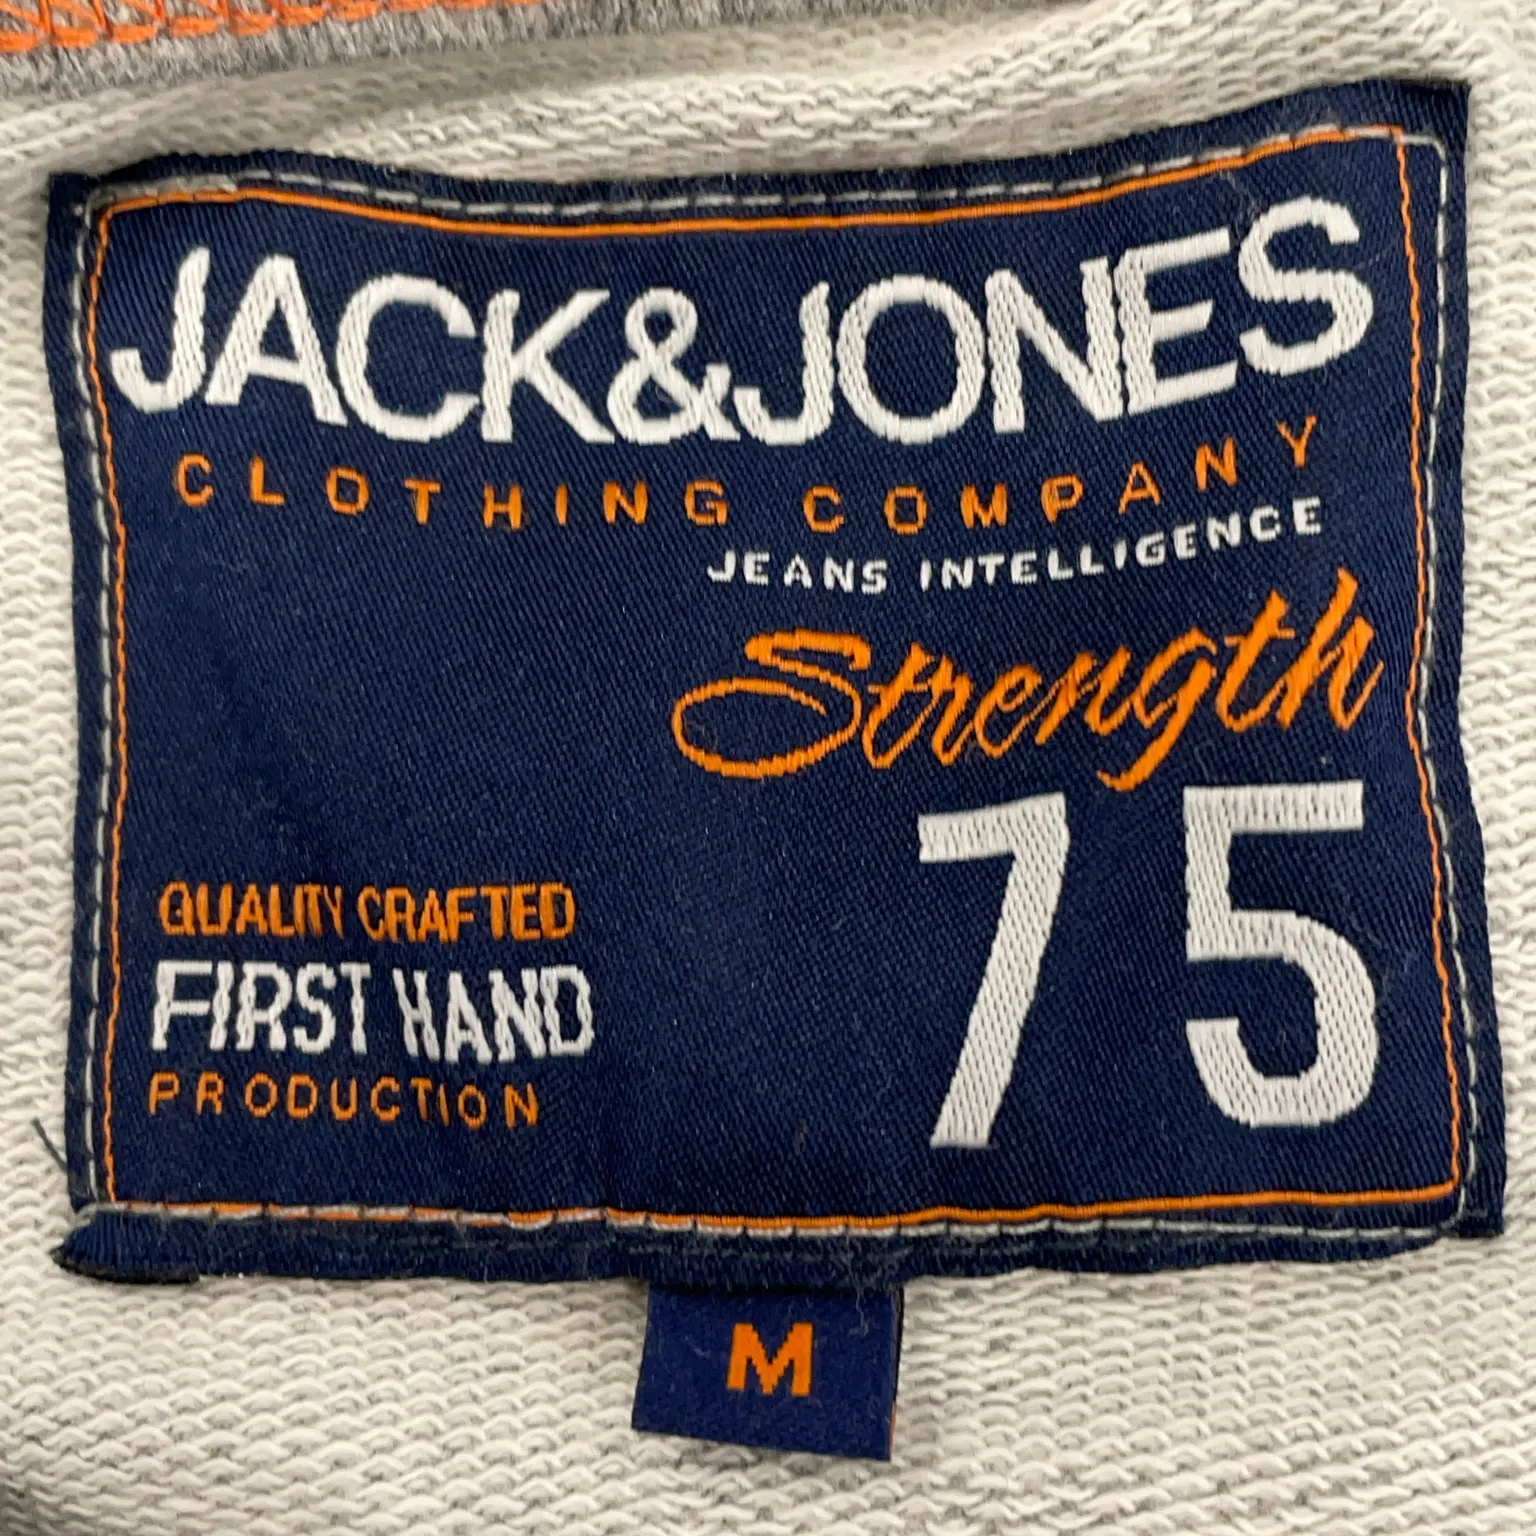 JACK&JONES
CLOTHING COMPANY
JEANS INTELLIGENCE
Strength
75
QUALITY CRAFTED
FIRST HAND
PRODUCTION
M